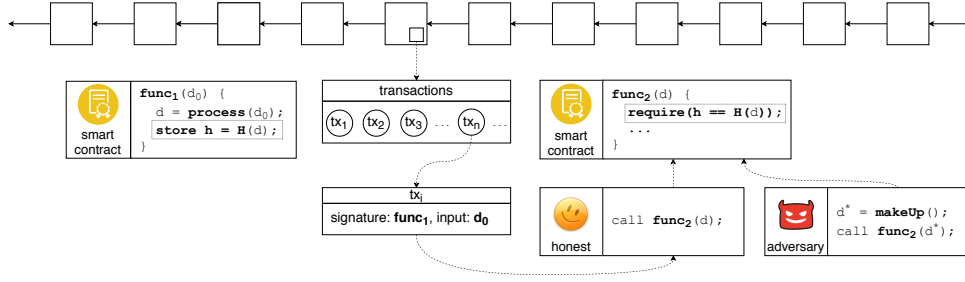 func₁(d₀) {
d = process(d₀);
store h = H(d);
}
smart
contract
transactions
tx₁ tx₂ tx₃ ... txₙ ...
txᵢ
signature: func₁, input: d₀
func₂(d) {
require(h == H(d));
...
}
smart
contract
call func₂(d);
honest
d* = makeUp();
call func₂(d*);
adversary